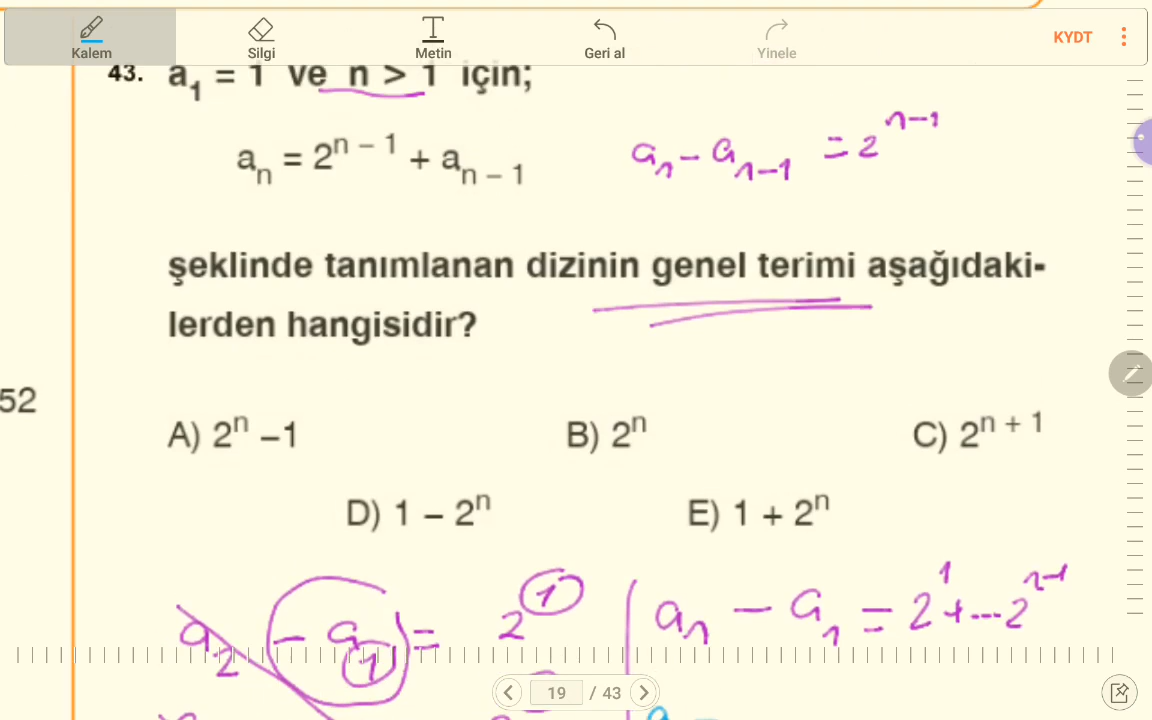 Kalem Silgi Metin Geri al Yinele KYDT
43. a₁ = 1 ve n > 1 için;
aₙ = 2ⁿ⁻¹ + aₙ₋₁
aₙ - aₙ₋₁ = 2ⁿ⁻¹
şeklinde tanımlanan dizinin genel terimi aşağıdaki-
lerden hangisidir?
52
A) 2ⁿ –1 B) 2ⁿ C) 2ⁿ⁺¹
D) 1 – 2ⁿ E) 1 + 2ⁿ
a₂ - a₁ = 2¹
aₙ - a₁ = 2¹ + ... 2ⁿ⁻¹
19 / 43